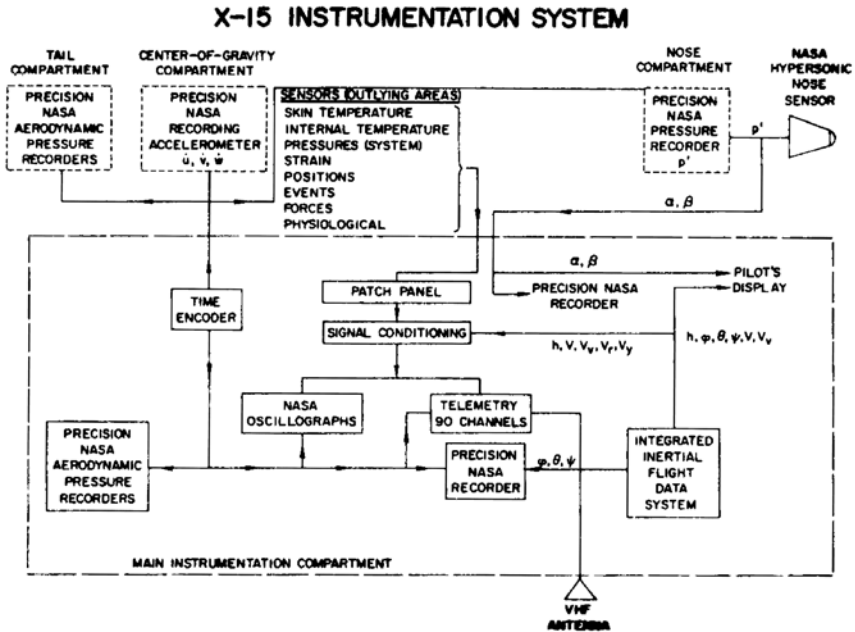 X-15 INSTRUMENTATION SYSTEM
TAIL
COMPARTMENT
PRECISION
NASA
AERODYNAMIC
PRESSURE
RECORDERS
CENTER-OF-GRAVITY
COMPARTMENT
PRECISION
NASA
RECORDING
ACCELEROMETER
u̇, v̇, ẇ
SENSORS (OUTLYING AREAS)
SKIN TEMPERATURE
INTERNAL TEMPERATURE
PRESSURES (SYSTEM)
STRAIN
POSITIONS
EVENTS
FORCES
PHYSIOLOGICAL
NOSE
COMPARTMENT
PRECISION
NASA
PRESSURE
RECORDER
p'
NASA
HYPERSONIC
NOSE
SENSOR
p'
α, β
α, β
PILOT'S
DISPLAY
PRECISION NASA
RECORDER
PATCH PANEL
TIME
ENCODER
SIGNAL CONDITIONING
h, V, Vv, Vr, Vy
h, φ, θ, ψ, V, Vv
NASA
OSCILLOGRAPHS
TELEMETRY
90 CHANNELS
PRECISION
NASA
AERODYNAMIC
PRESSURE
RECORDERS
PRECISION
NASA
RECORDER
φ, θ, ψ
INTEGRATED
INERTIAL
FLIGHT
DATA
SYSTEM
MAIN INSTRUMENTATION COMPARTMENT
VHF
ANTENNA